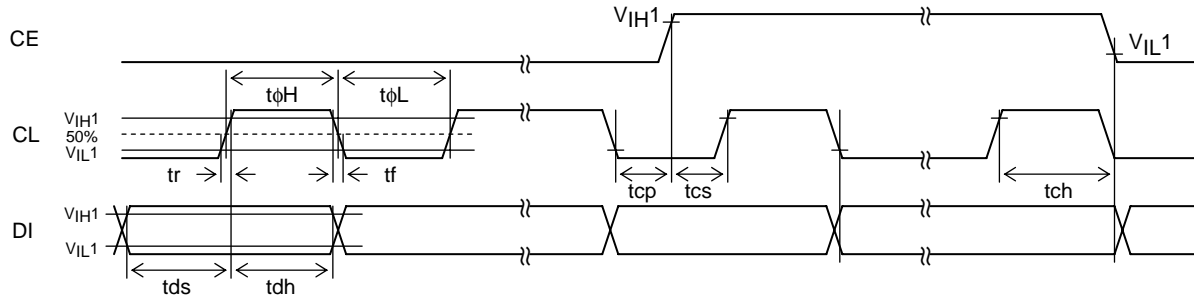 CE
VIH1
VIL1
tϕH
tϕL
CL
VIH1
50%
VIL1
tr
tf
tcp
tcs
tch
DI
VIH1
VIL1
tds
tdh